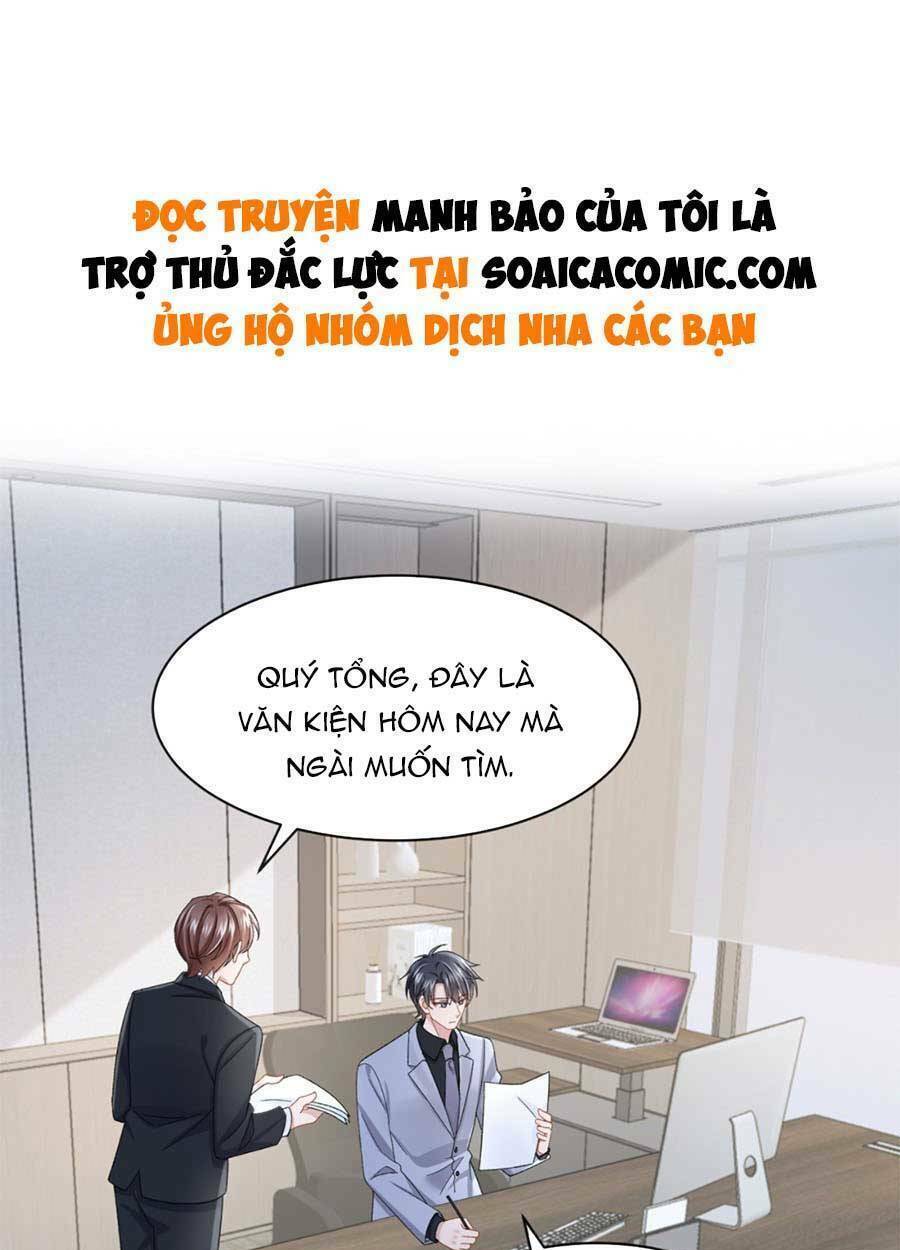 ĐỌC TRUYỆN MANH BẢO CỦA TÔI LÀ
TRỢ THỦ ĐẮC LỰC TẠI SOAICACOMIC.COM
ỦNG HỘ NHÓM DỊCH NHA CÁC BẠN
QUÝ TỔNG, ĐÂY LÀ
VĂN KIỆN HÔM NAY MÀ
NGÀI MUỐN TÌM.